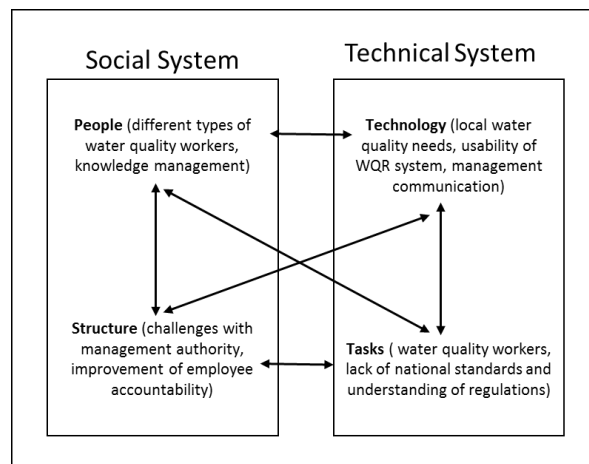 Social System
Technical System
People (different types of
water quality workers,
knowledge management)
Technology (local water
quality needs, usability of
WQR system, management
communication)
Structure (challenges with
management authority,
improvement of employee
accountability)
Tasks ( water quality workers,
lack of national standards and
understanding of regulations)